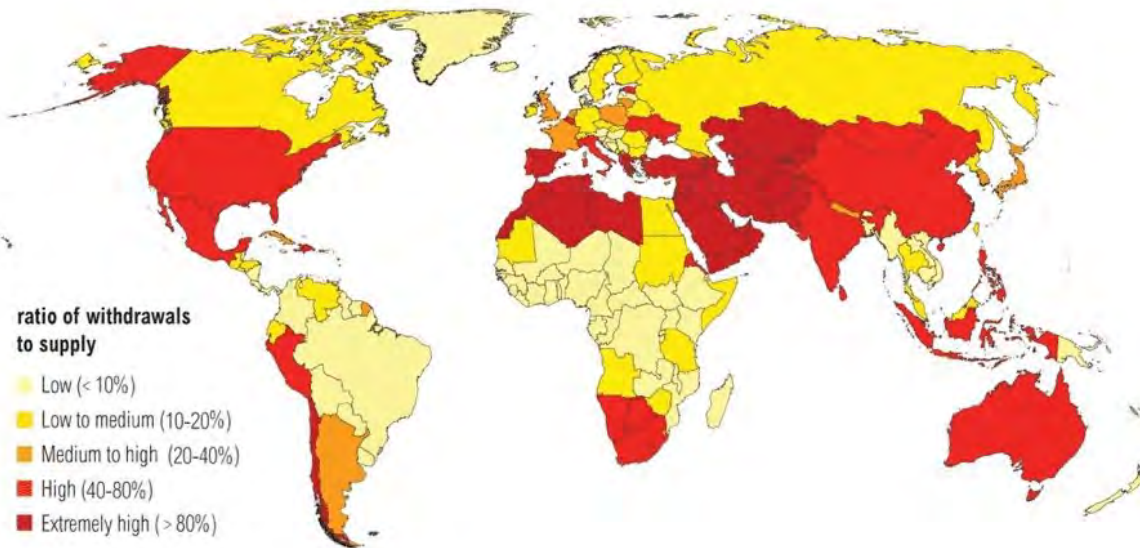 ratio of withdrawals
to supply
Low (< 10%)
Low to medium (10-20%)
Medium to high (20-40%)
High (40-80%)
Extremely high (> 80%)